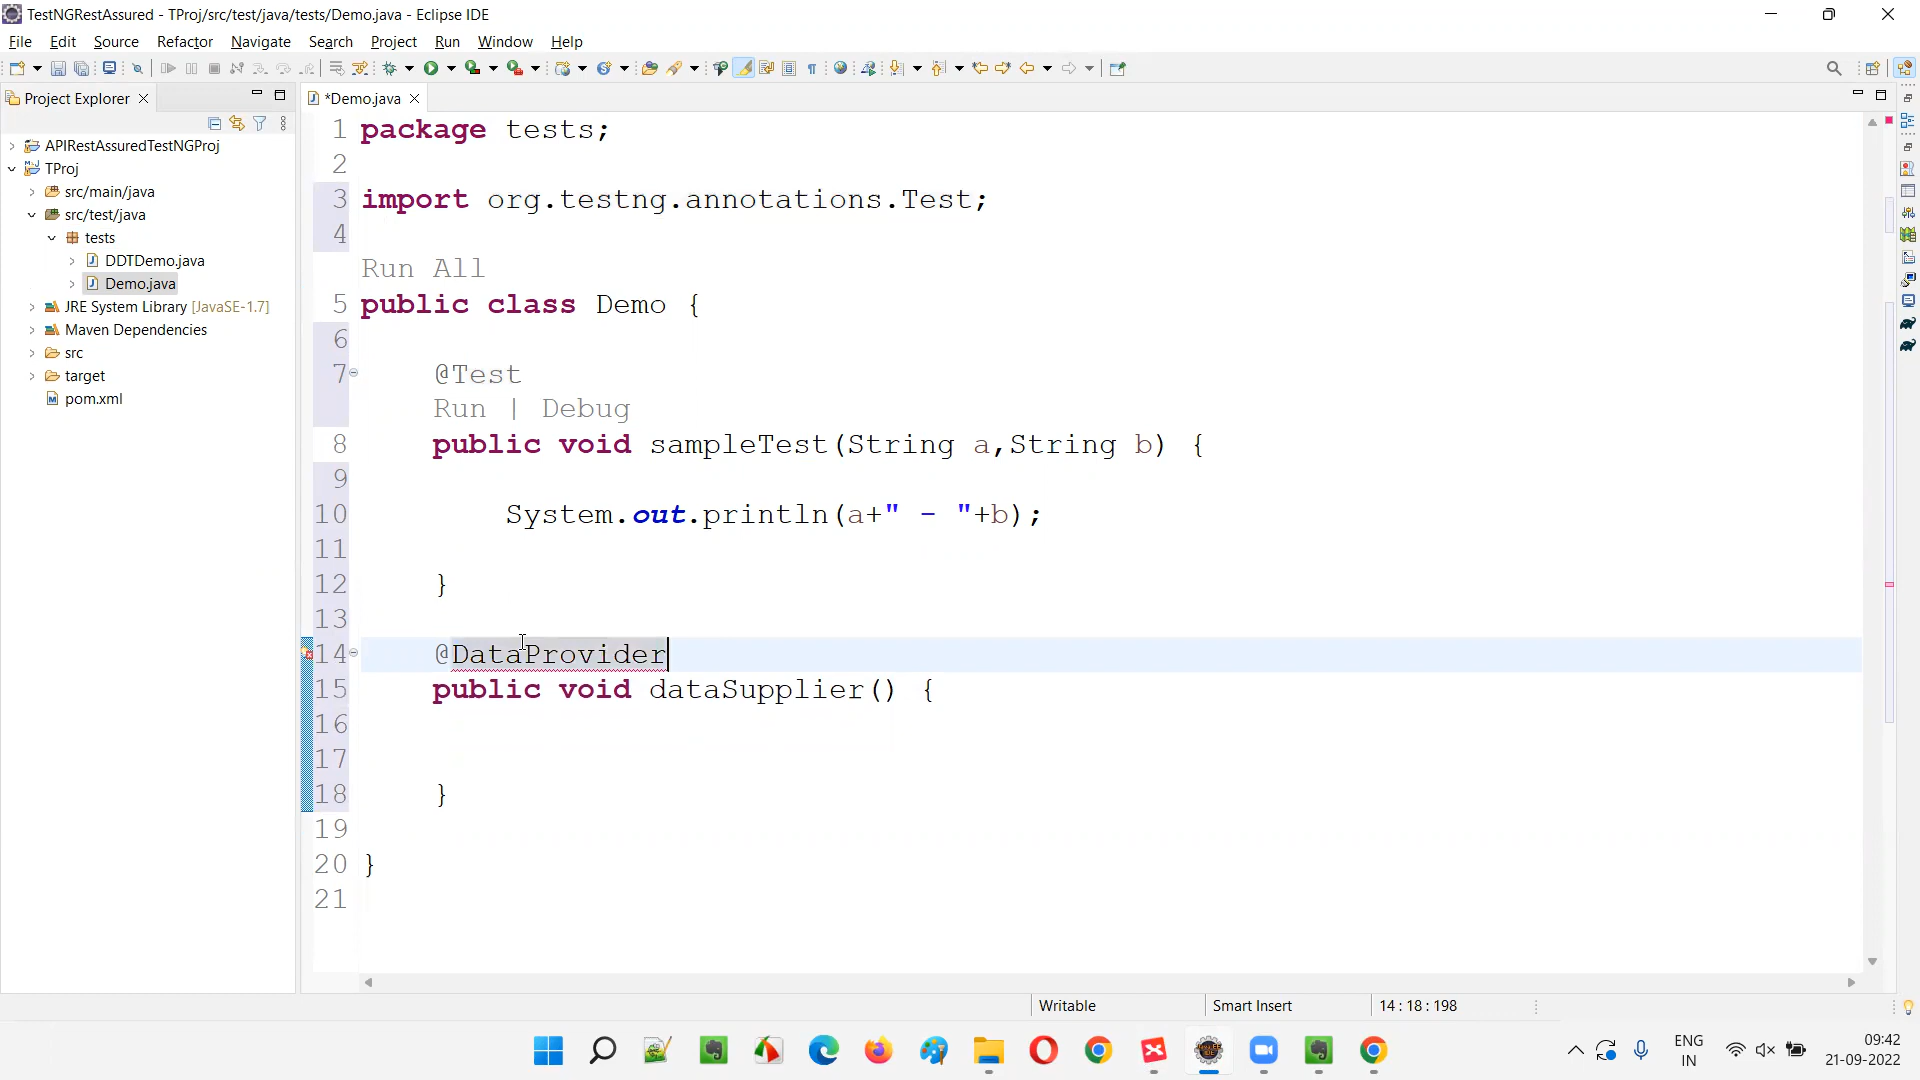 TestNGRestAssured - TProj/src/test/java/tests/Demo.java - Eclipse IDE
File Edit Source Refactor Navigate Search Project Run Window Help
Project Explorer
*Demo.java
APIRestAssuredTestNGProj
TProj
src/main/java
src/test/java
tests
DDTDemo.java
Demo.java
JRE System Library [JavaSE-1.7]
Maven Dependencies
src
target
pom.xml
1 package tests;
2
3 import org.testng.annotations.Test;
4
Run All
5 public class Demo {
6
7 @Test
Run | Debug
8 public void sampleTest(String a,String b) {
9
10 System.out.println(a+" - "+b);
11
12 }
13
14 @DataProvider
15 public void dataSupplier() {
16
17
18 }
19
20 }
21
Writable Smart Insert 14 : 18 : 198
ENG
IN
09:42
21-09-2022